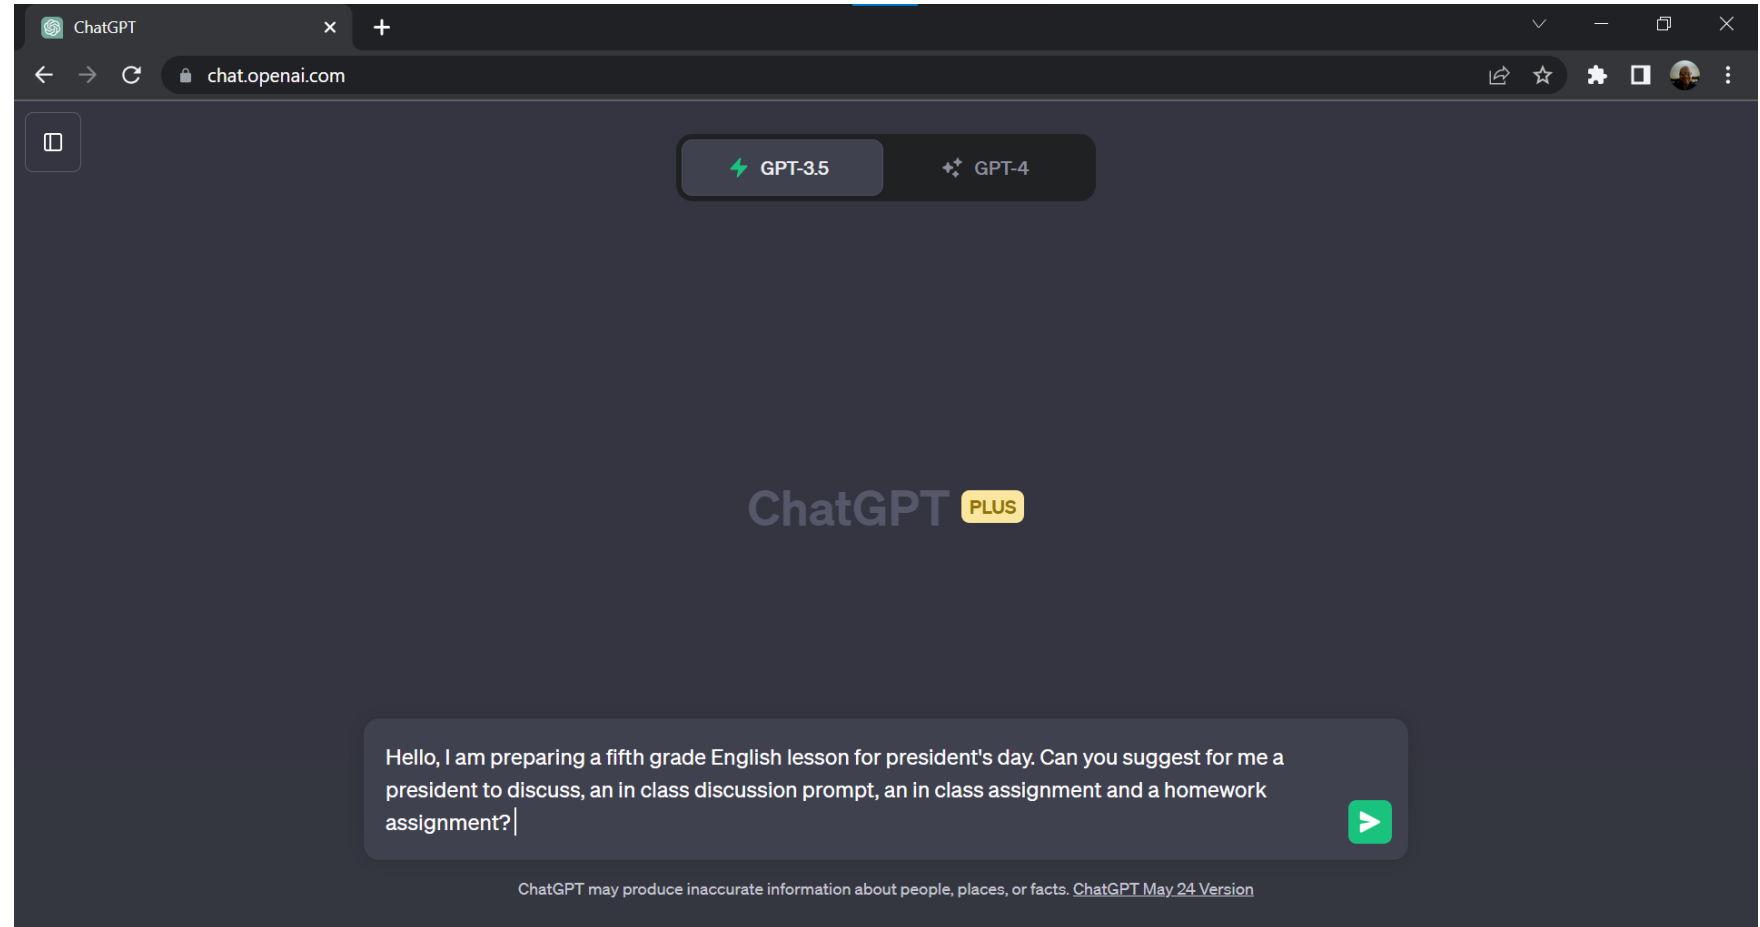 ChatGPT
chat.openai.com
GPT-3.5
GPT-4
ChatGPT PLUS
Hello, I am preparing a fifth grade English lesson for president's day. Can you suggest for me a
president to discuss, an in class discussion prompt, an in class assignment and a homework
assignment?
ChatGPT may produce inaccurate information about people, places, or facts. ChatGPT May 24 Version